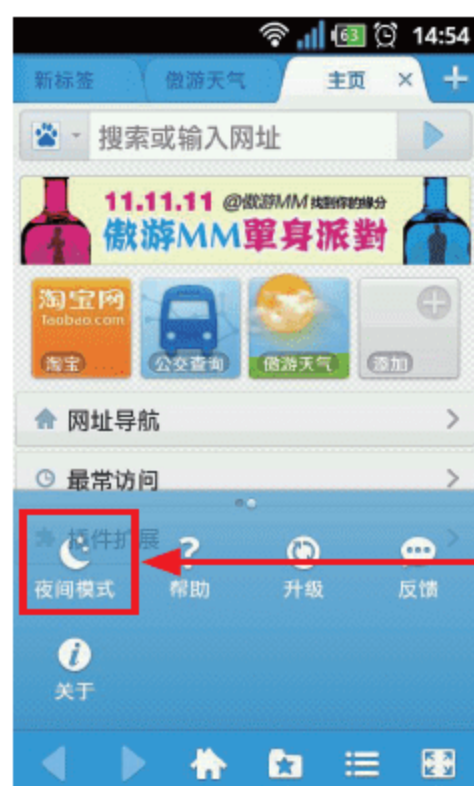 63 14:54
新标签 傲游天气 主页 ×
搜索或输入网址
11.11.11 @傲游MM 找到你的缘分
傲游MM單身派對
淘宝网
Taobao.com
淘宝 公交查询 傲游天气 添加
网址导航
最常访问
插件扩展
夜间模式 帮助 升级 反馈
关于